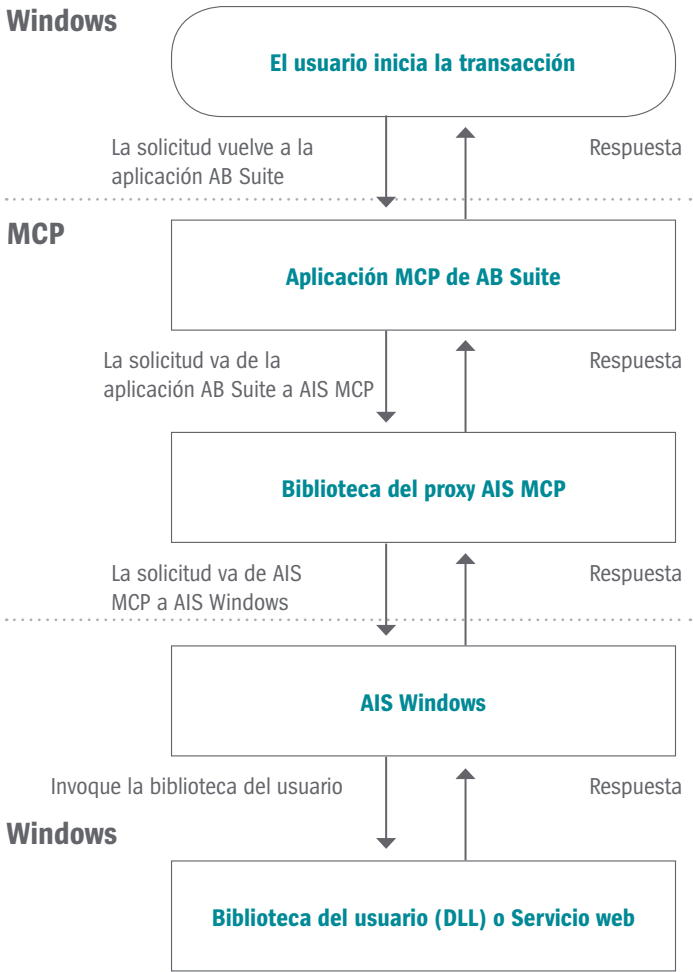 Windows
El usuario inicia la transacción
La solicitud vuelve a la
aplicación AB Suite
Respuesta
MCP
Aplicación MCP de AB Suite
La solicitud va de la
aplicación AB Suite a AIS MCP
Respuesta
Biblioteca del proxy AIS MCP
La solicitud va de AIS
MCP a AIS Windows
Respuesta
AIS Windows
Invoque la biblioteca del usuario
Respuesta
Windows
Biblioteca del usuario (DLL) o Servicio web